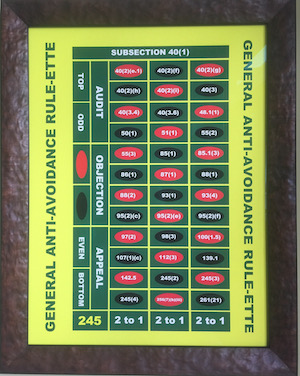 GENERAL ANTI-AVOIDANCE RULE-ETTE
SUBSECTION 40(1)
TOP
ODD
EVEN
BOTTOM
AUDIT
OBJECTION
APPEAL
40(2)(e.1) 40(2)(f) 40(2)(g)
40(2)(h) 40(2)(i) 40(3)
40(3.4) 40(3.6) 48.1(1)
50(1) 51(1) 55(2)
55(3) 85(1) 85.1(3)
86(1) 87(1) 88(1)
88(2) 93(1) 93(4)
95(2)(c) 95(2)(e) 95(2)(f)
97(2) 98(3) 100(1.5)
107(1)(c) 112(3) 139.1
142.5 245(2) 245(3)
245(4) 261(21)
245 2 to 1 2 to 1 2 to 1
GENERAL ANTI-AVOIDANCE RULE-ETTE